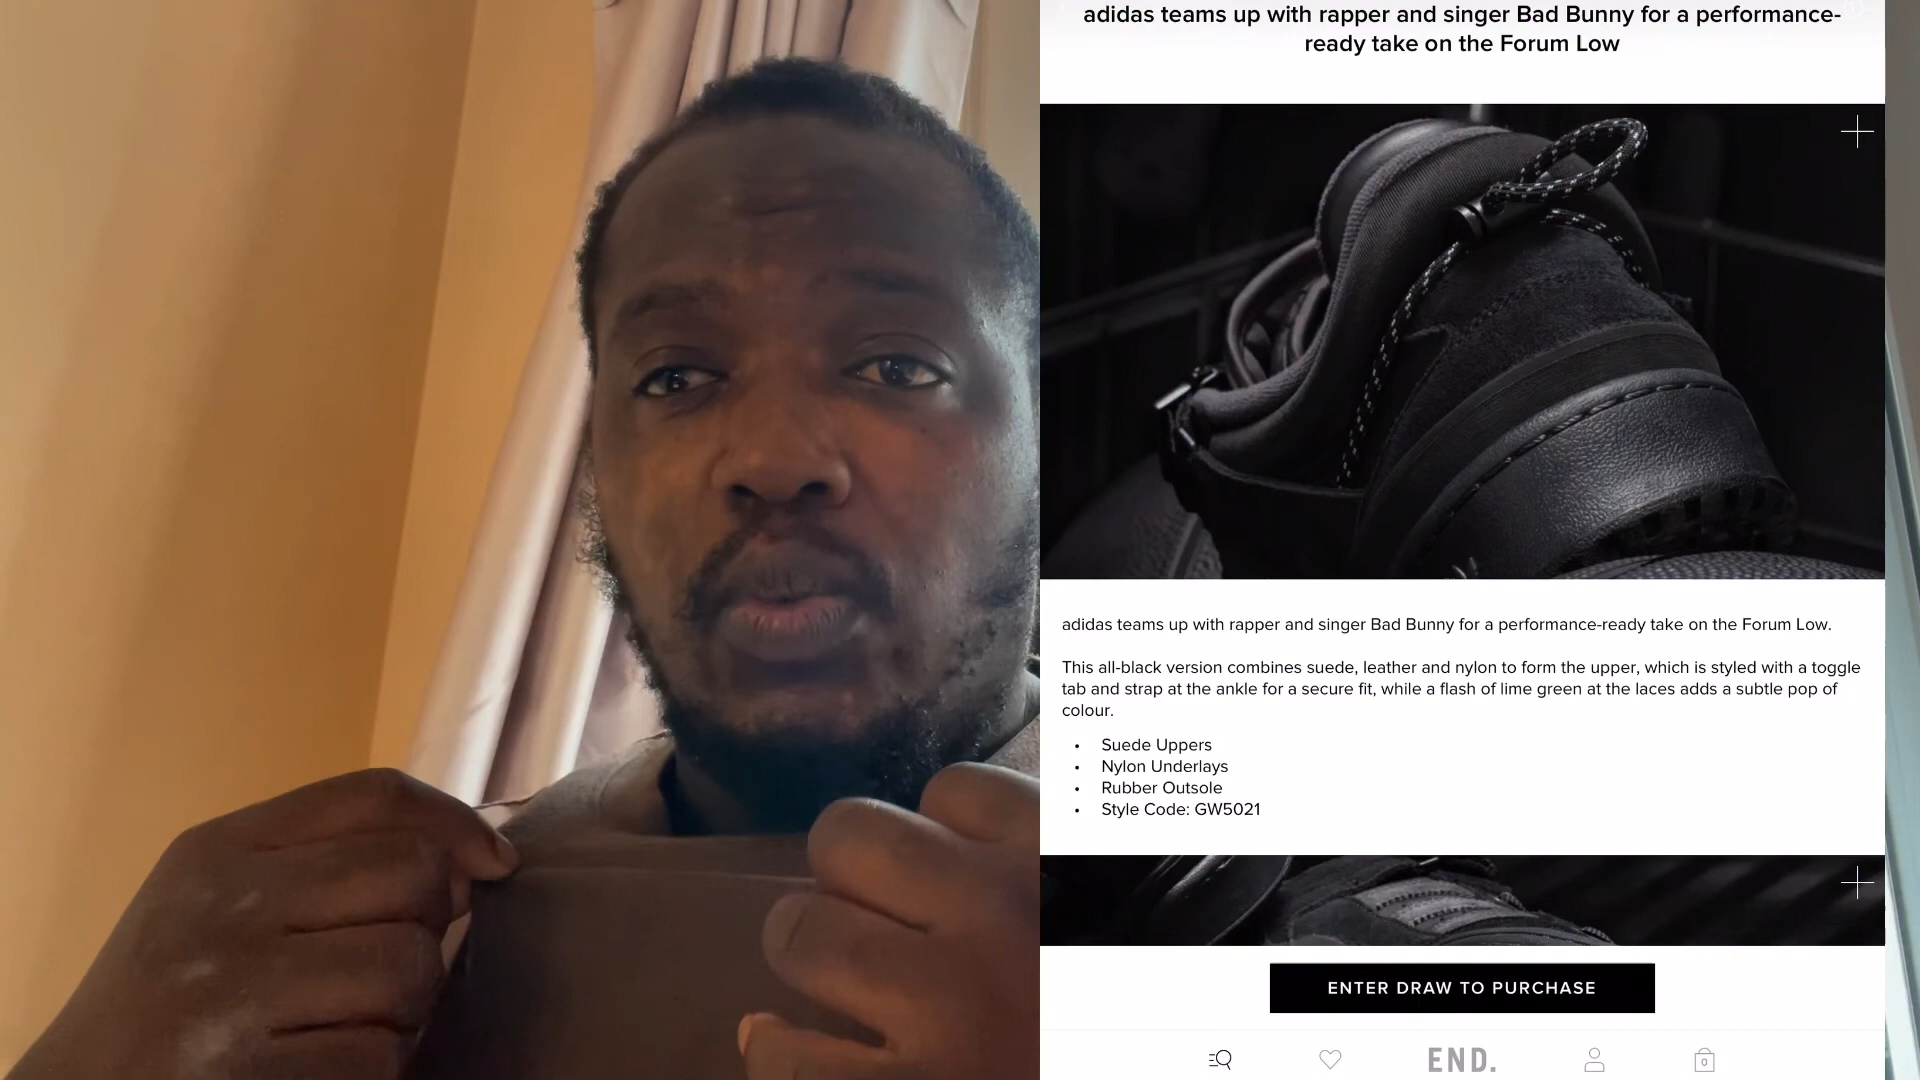 adidas teams up with rapper and singer Bad Bunny for a performance-
ready take on the Forum Low
adidas teams up with rapper and singer Bad Bunny for a performance-ready take on the Forum Low.
This all-black version combines suede, leather and nylon to form the upper, which is styled with a toggle
tab and strap at the ankle for a secure fit, while a flash of lime green at the laces adds a subtle pop of
colour.
• Suede Uppers
• Nylon Underlays
• Rubber Outsole
• Style Code: GW5021
ENTER DRAW TO PURCHASE
END.
0